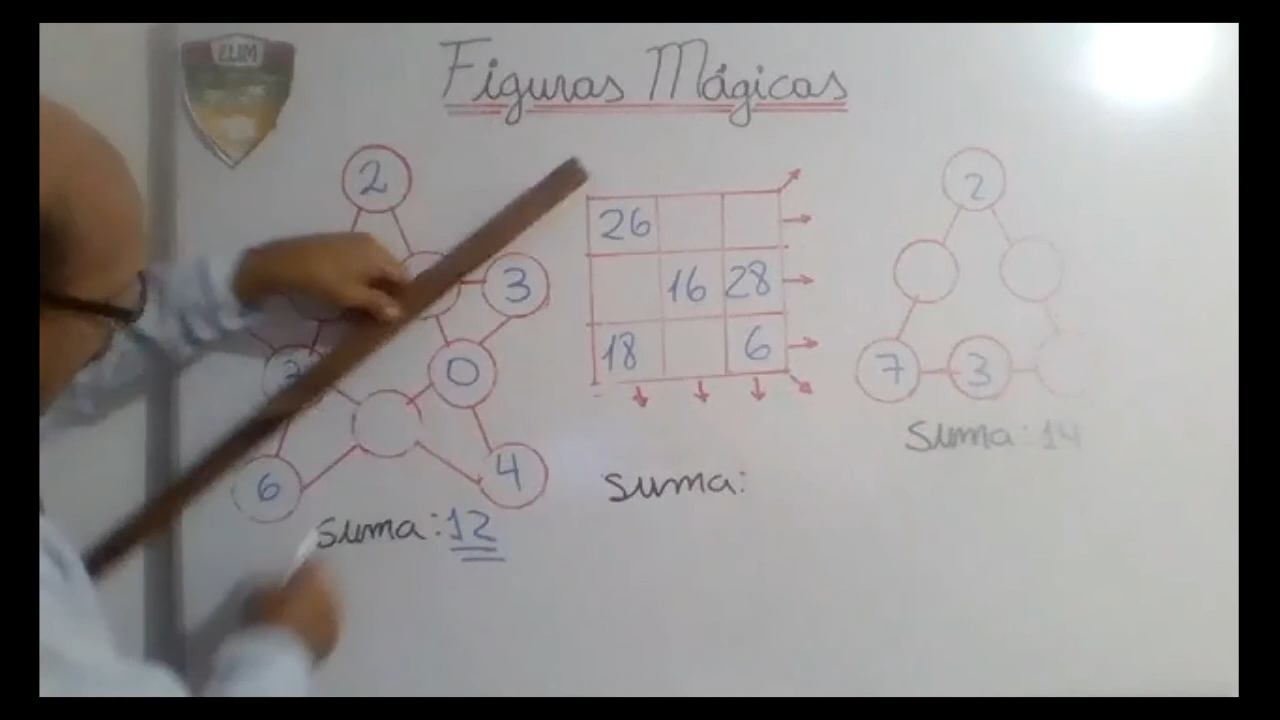 EUM
Figuras Mágicas
2
3
0
6
4
suma: 12
26
16 28
18 6
suma:
2
7 3
suma: 14